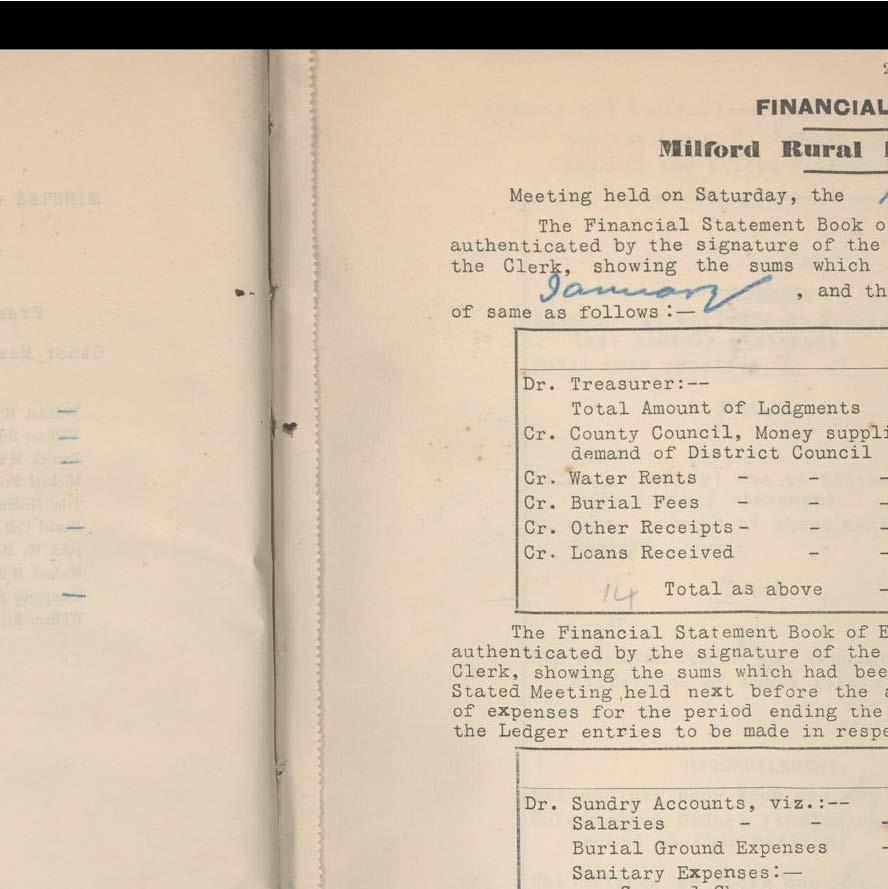 FINANCIAL
Milford Rural
Meeting held on Saturday, the
The Financial Statement Book o
authenticated by the signature of the
the Clerk, showing the sums which
January, and th
of same as follows:—
Dr. Treasurer:--
Total Amount of Lodgments
Cr. County Council, Money suppli
demand of District Council
Cr. Water Rents - - -
Cr. Burial Fees - - -
Cr. Other Receipts - - -
Cr. Loans Received - -
14 Total as above -
The Financial Statement Book of E
authenticated by the signature of the
Clerk, showing the sums which had bee
Stated Meeting, held next before the a
of expenses for the period ending the
the Ledger entries to be made in respe
Dr. Sundry Accounts, viz.:--
Salaries - - -
Burial Ground Expenses -
Sanitary Expenses:—